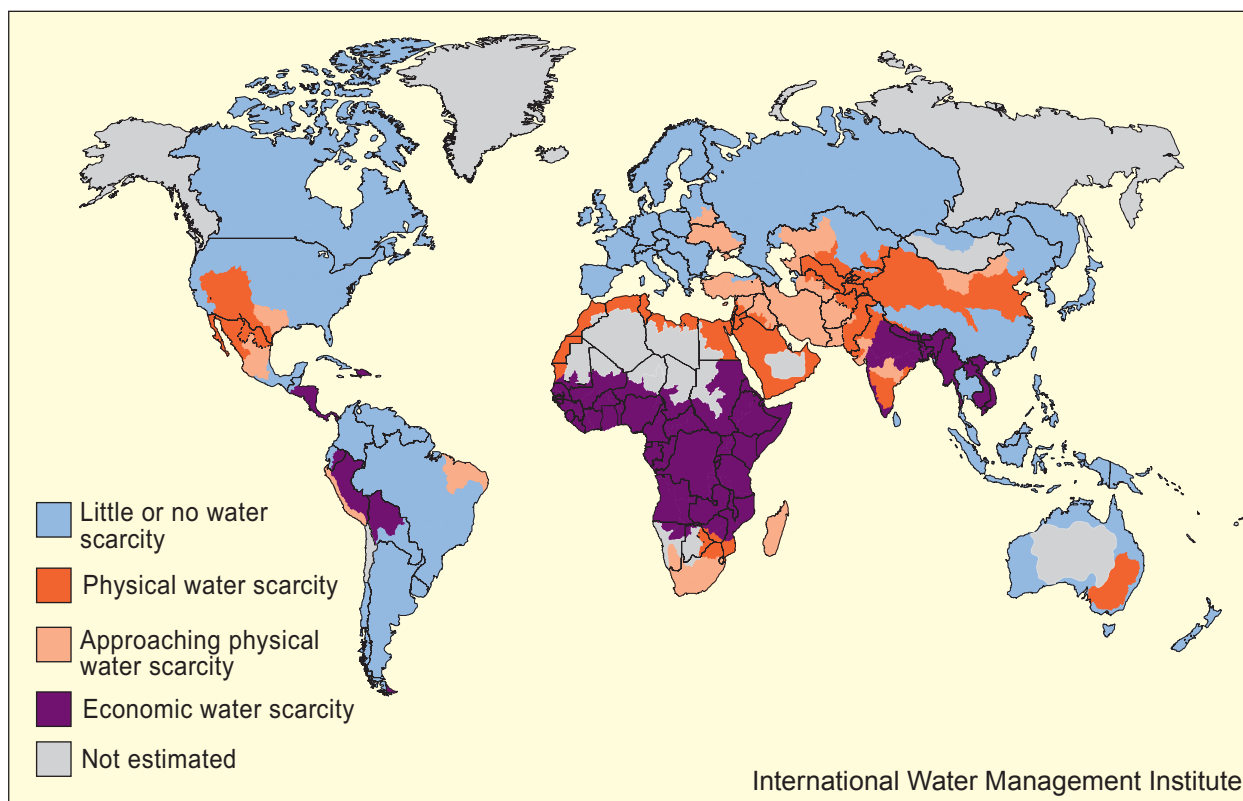 Little or no water
scarcity
Physical water scarcity
Approaching physical
water scarcity
Economic water scarcity
Not estimated
International Water Management Institute